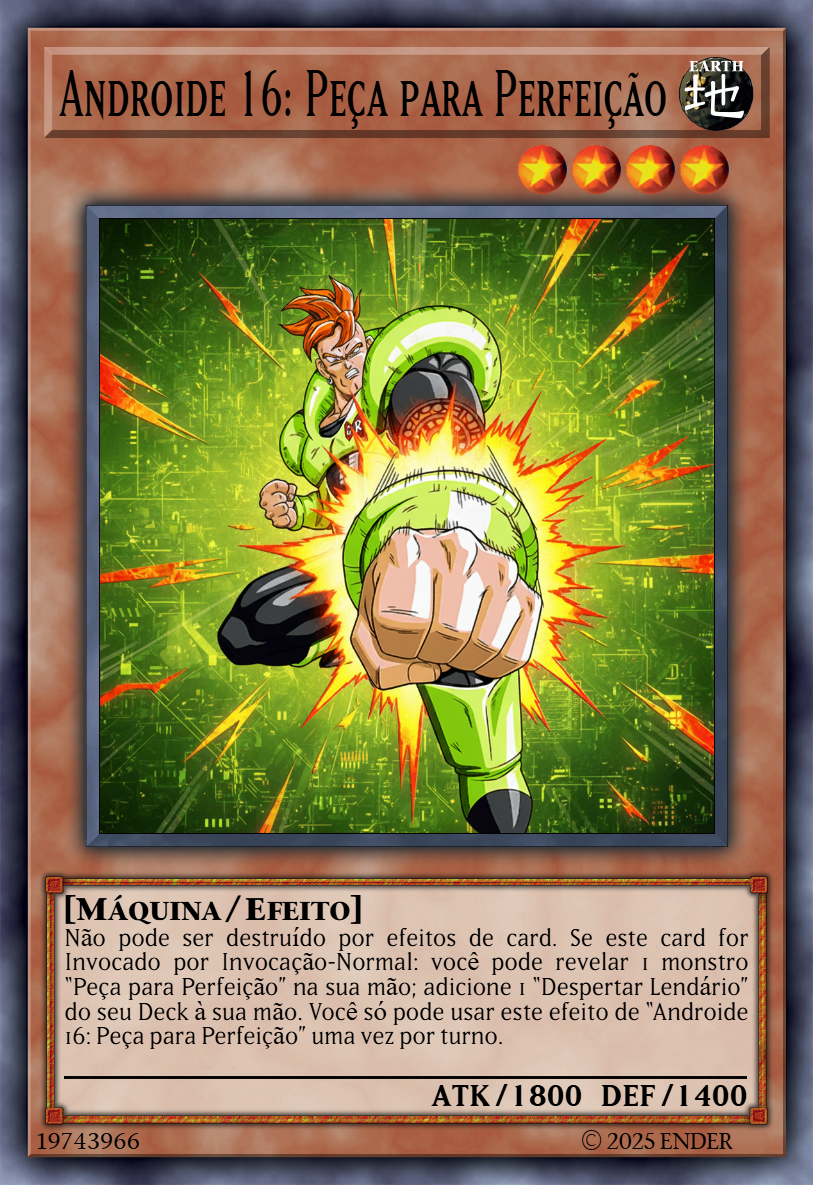 Androide 16: Peça para Perfeição
EARTH
地
[Máquina/Efeito]
Não pode ser destruído por efeitos de card. Se este card for
Invocado por Invocação-Normal: você pode revelar 1 monstro
"Peça para Perfeição" na sua mão; adicione 1 "Despertar Lendário"
do seu Deck à sua mão. Você só pode usar este efeito de "Androide
16: Peça para Perfeição" uma vez por turno.
ATK/1800 DEF/1400
19743966
© 2025 ENDER